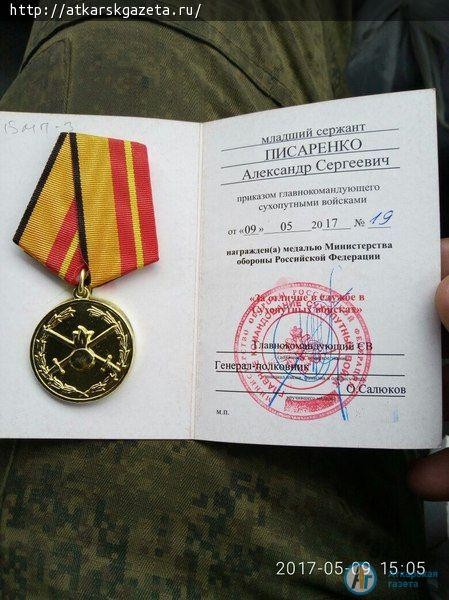 http://atkarskgazeta.ru/
младший сержант
ПИСАРЕНКО
Александр Сергеевич
приказом главнокомандующего
сухопутными войсками
от «09» 05 2017 № 19
награжден(а) медалью Министерства
обороны Российской Федерации
«За отличие в службе в
Сухопутных войсках»
Главнокомандующий СВ
Генерал-полковник
О.Салюков
М.П.
2017-05-09 15:05
Аткарская
газета